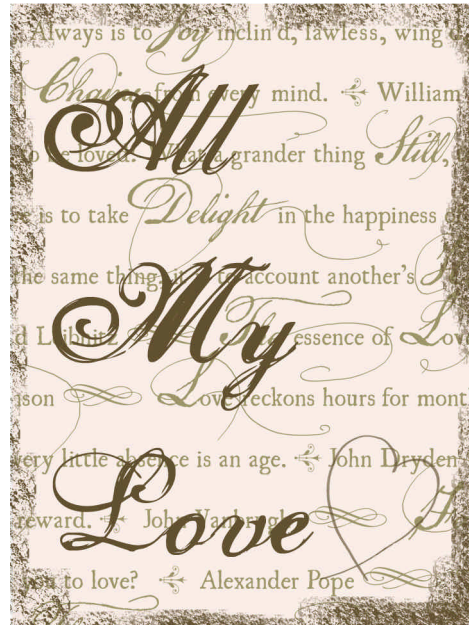 Always is to Joy inclin'd, lawless, wing
All
Chains from every mind. William
to be loved. What a grander thing Still,
is to take Delight in the happiness
the same thing, it to account another's
My
Leibnitz The essence of Love
Love reckons hours for
very little absence is an age. John Dryden
Love
reward. John Vanbrugh
to love? Alexander Pope